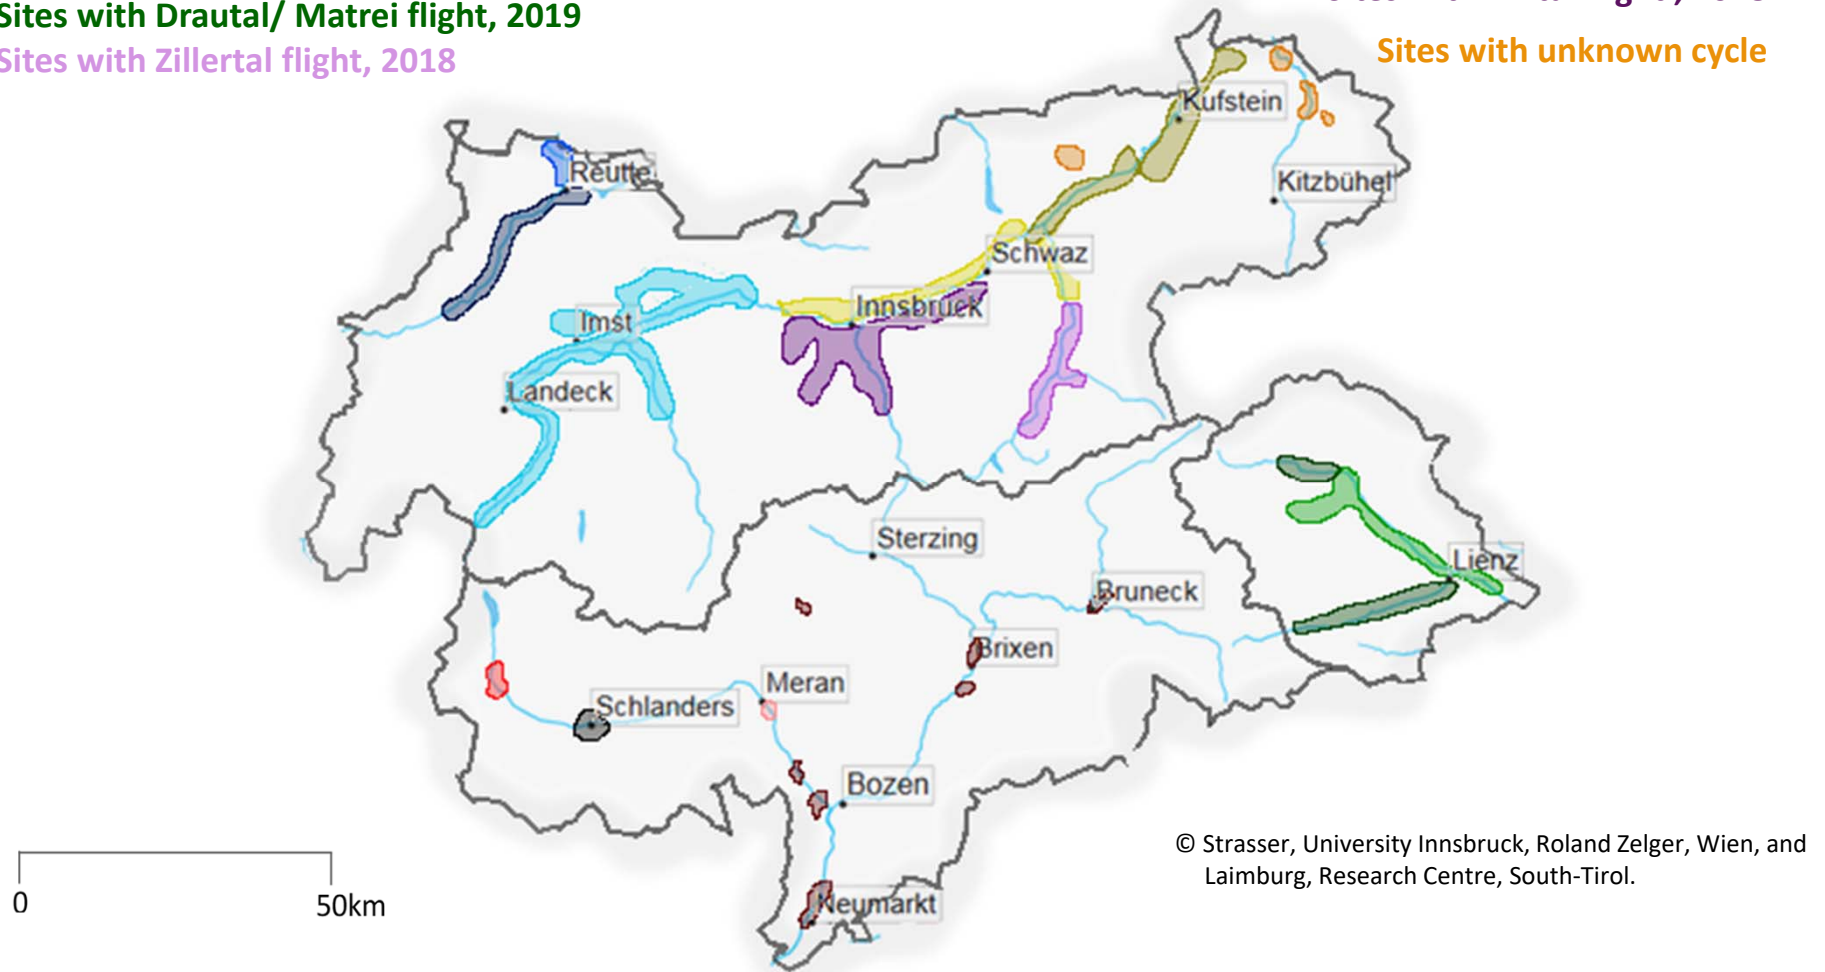 Sites with Drautal/ Matrei flight, 2019
Sites with Zillertal flight, 2018
Sites with unknown cycle
Kufstein
Reutte
Kitzbühel
Schwaz
Innsbruck
Imst
Landeck
Sterzing
Lienz
Bruneck
Brixen
Meran
Schlanders
Bozen
Neumarkt
0 50km
© Strasser, University Innsbruck, Roland Zelger, Wien, and
Laimburg, Research Centre, South-Tirol.